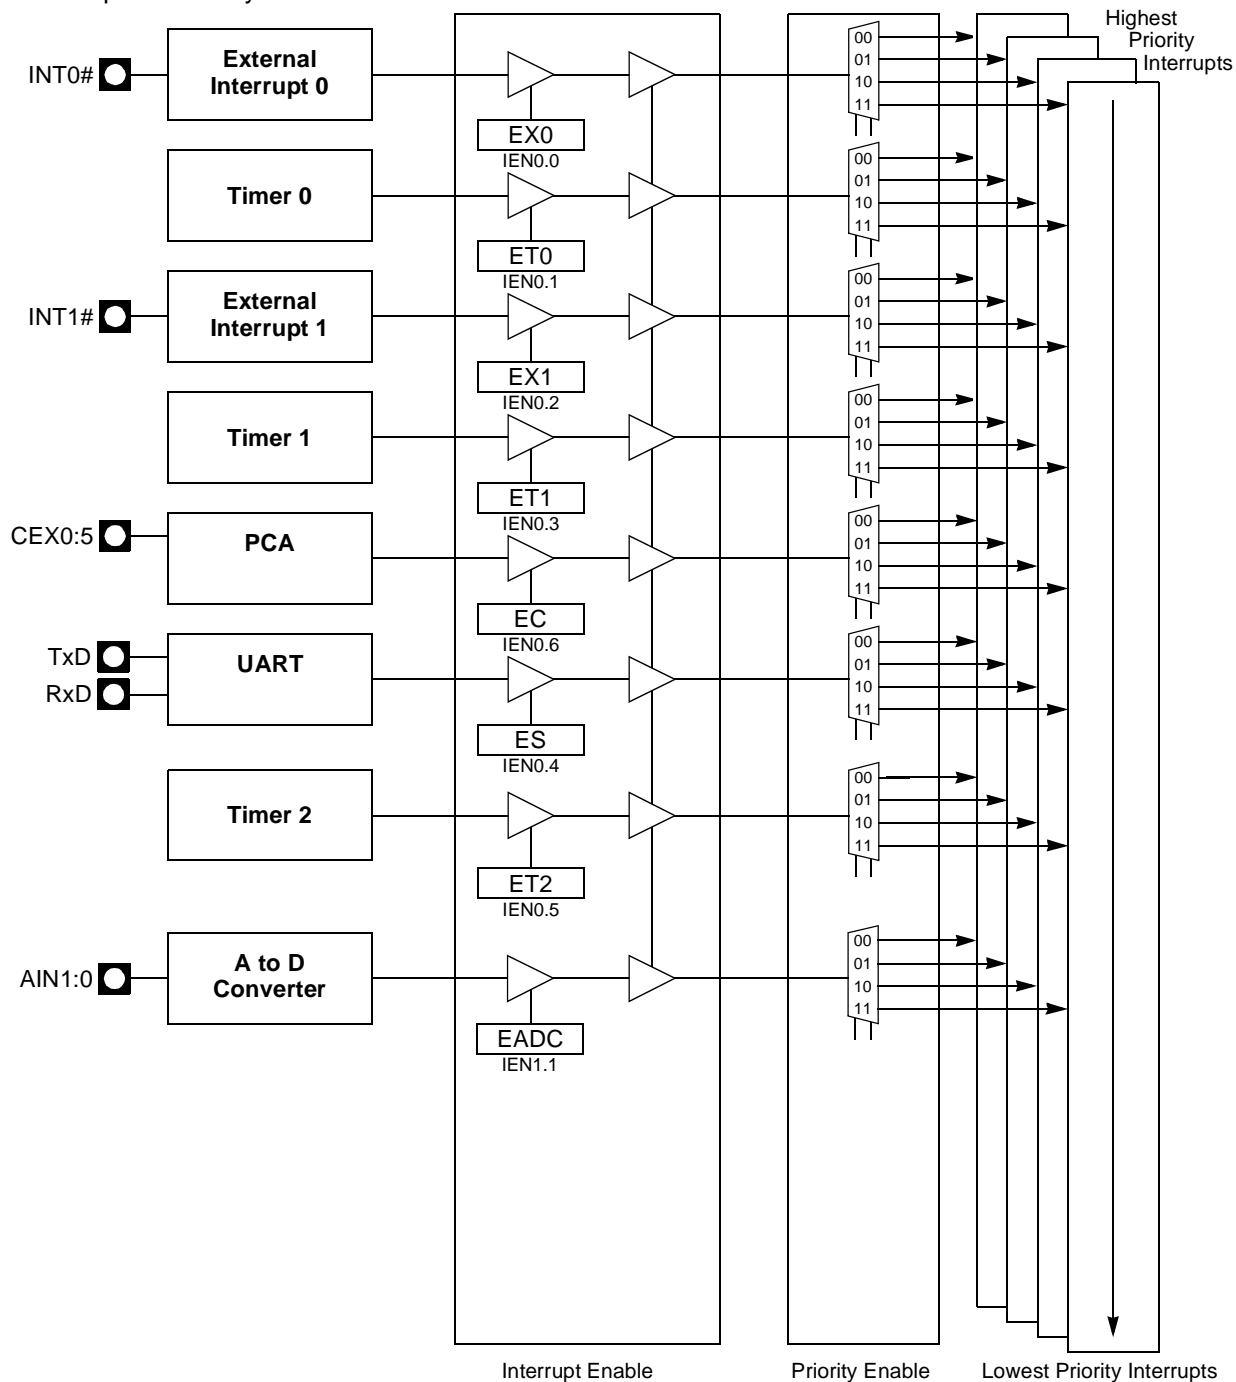 Highest
Priority
Interrupts
INT0#
External
Interrupt 0
EX0
IEN0.0
00
01
10
11
Timer 0
ET0
IEN0.1
00
01
10
11
INT1#
External
Interrupt 1
EX1
IEN0.2
00
01
10
11
Timer 1
ET1
IEN0.3
00
01
10
11
CEX0:5
PCA
EC
IEN0.6
00
01
10
11
TxD
RxD
UART
ES
IEN0.4
00
01
10
11
Timer 2
ET2
IEN0.5
00
01
10
11
AIN1:0
A to D
Converter
EADC
IEN1.1
00
01
10
11
Interrupt Enable
Priority Enable
Lowest Priority Interrupts